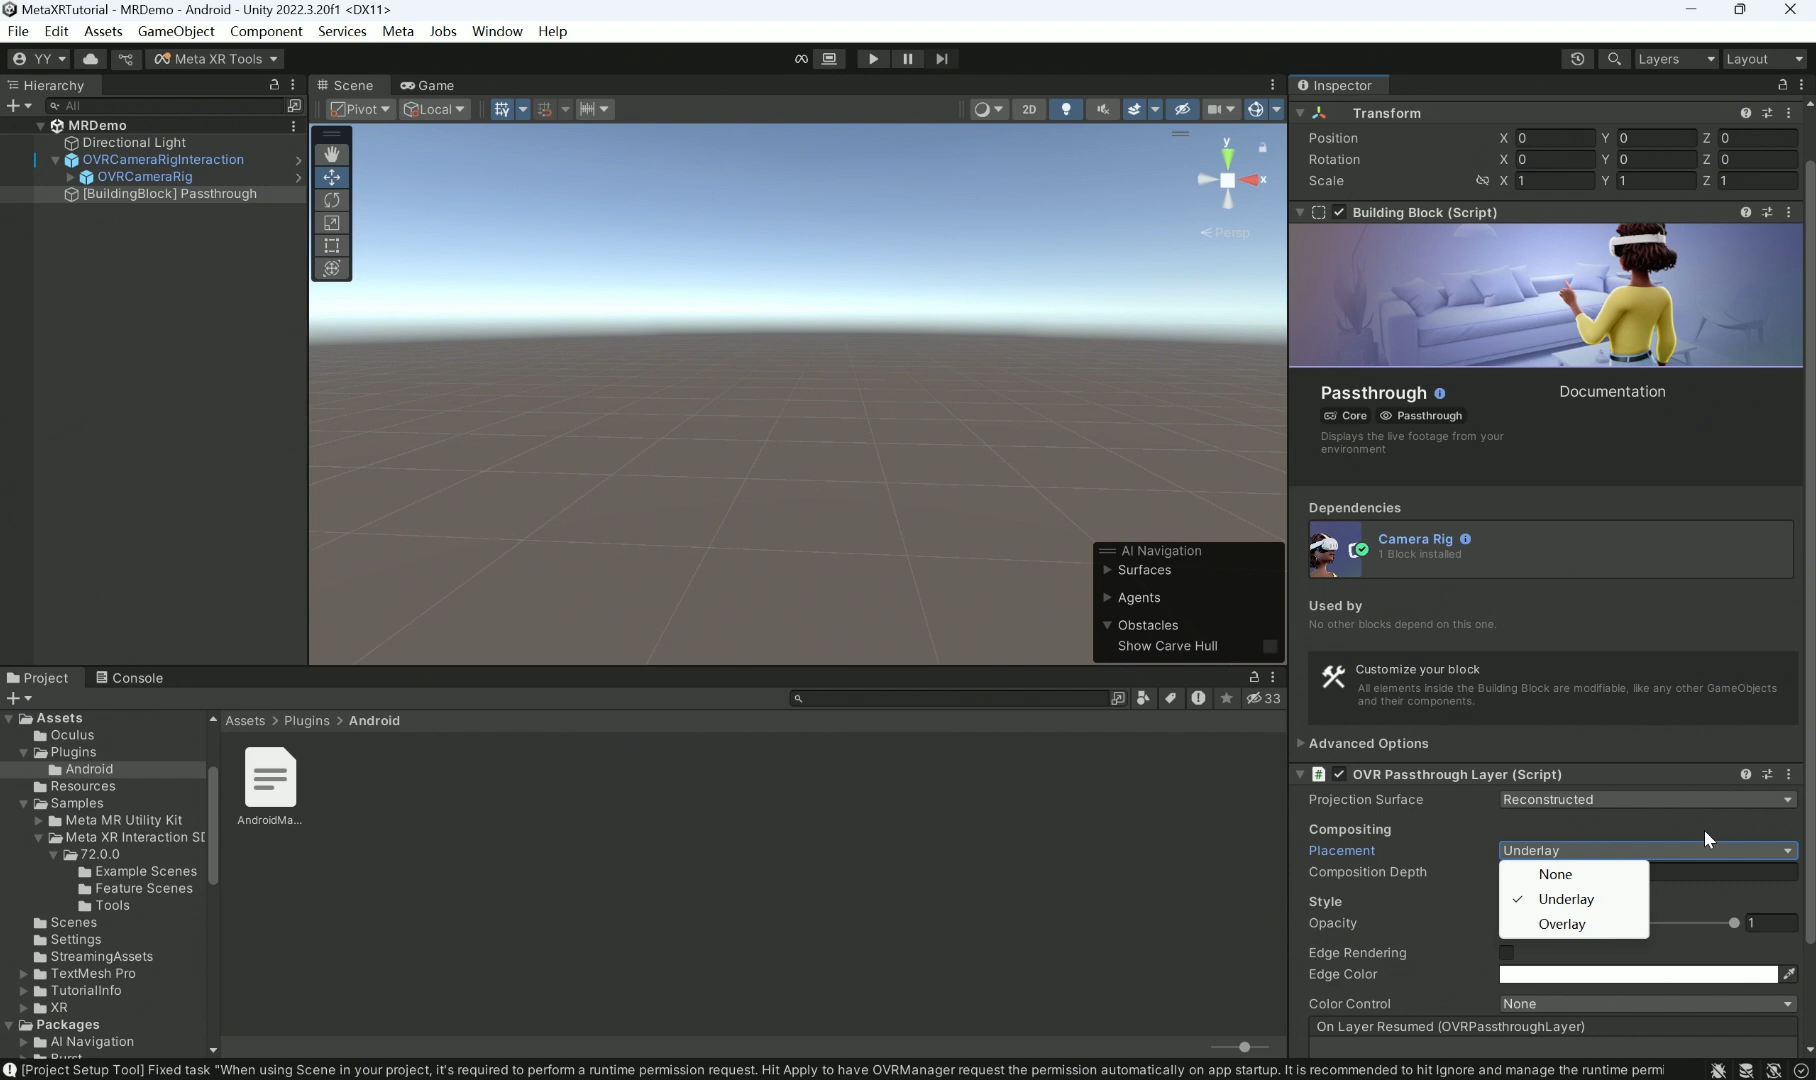 MetaXRTutorial - MRDemo - Android - Unity 2022.3.20f1 <DX11>
File Edit Assets GameObject Component Services Meta Jobs Window Help
YY Meta XR Tools Layers Layout
Hierarchy
All
MRDemo
Directional Light
OVRCameraRigInteraction
OVRCameraRig
[BuildingBlock] Passthrough
Scene Game
Pivot Local 2D
y
x
Persp
AI Navigation
Surfaces
Agents
Obstacles
Show Carve Hull
Inspector
Transform
Position X 0 Y 0 Z 0
Rotation X 0 Y 0 Z 0
Scale X 1 Y 1 Z 1
Building Block (Script)
Passthrough Documentation
Core Passthrough
Displays the live footage from your
environment
Dependencies
Camera Rig
1 Block installed
Used by
No other blocks depend on this one.
Customize your block
All elements inside the Building Block are modifiable, like any other GameObjects
and their components.
Advanced Options
OVR Passthrough Layer (Script)
Projection Surface Reconstructed
Compositing
Placement Underlay
Composition Depth
None
Underlay
Overlay
Style
Opacity 1
Edge Rendering
Edge Color
Color Control None
On Layer Resumed (OVRPassthroughLayer)
Project Console
33
Assets
Oculus
Plugins
Android
Resources
Samples
Meta MR Utility Kit
Meta XR Interaction SD
72.0.0
Example Scenes
Feature Scenes
Tools
Scenes
Settings
StreamingAssets
TextMesh Pro
TutorialInfo
XR
Packages
AI Navigation
Burst
Assets > Plugins > Android
AndroidMa...
[Project Setup Tool] Fixed task "When using Scene in your project, it's required to perform a runtime permission request. Hit Apply to have OVRManager request the permission automatically on app startup. It is recommended to hit Ignore and manage the runtime permi